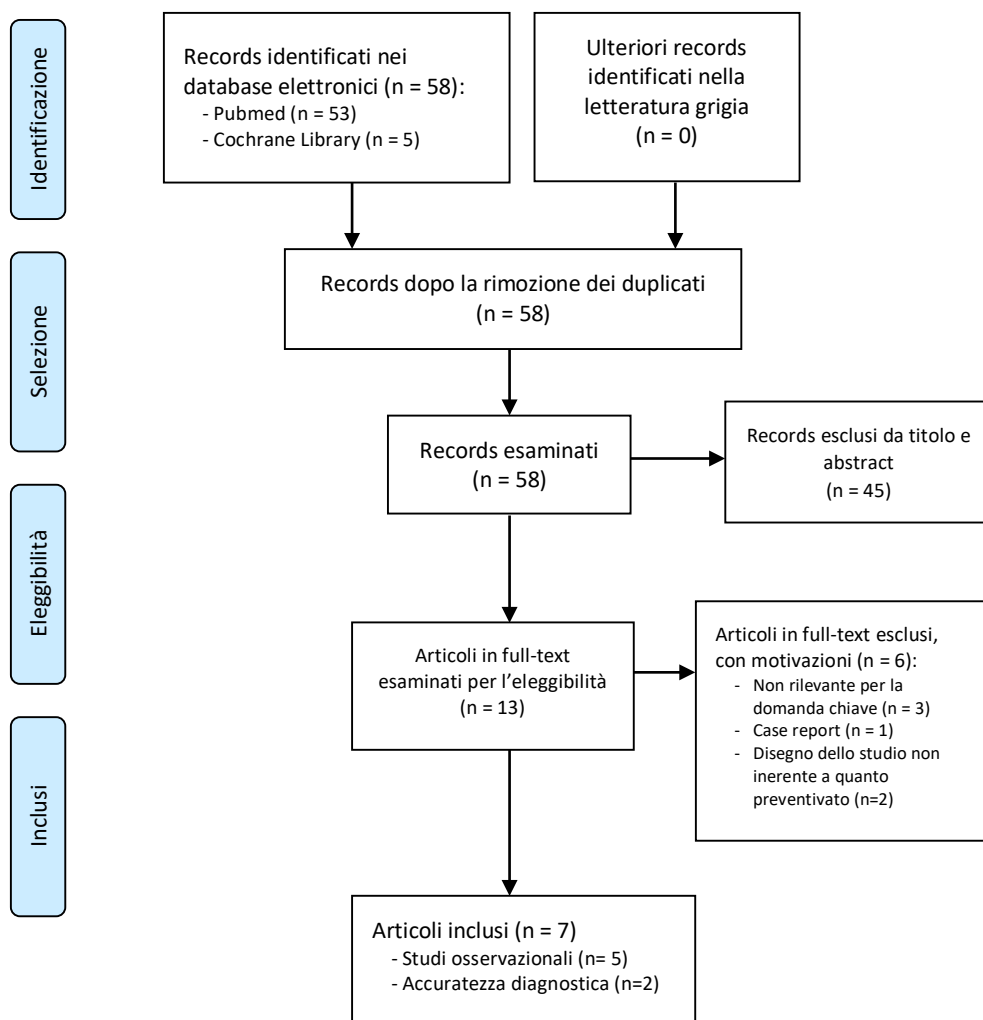 Identificazione
Records identificati nei
database elettronici (n = 58):
- Pubmed (n = 53)
- Cochrane Library (n = 5)
Ulteriori records
identificati nella
letteratura grigia
(n = 0)
Selezione
Records dopo la rimozione dei duplicati
(n = 58)
Records esaminati
(n = 58)
Records esclusi da titolo e
abstract
(n = 45)
Eleggibilità
Articoli in full-text
esaminati per l'eleggibilità
(n = 13)
Articoli in full-text esclusi,
con motivazioni (n = 6):
- Non rilevante per la
domanda chiave (n = 3)
- Case report (n = 1)
- Disegno dello studio non
inerente a quanto
preventivato (n=2)
Inclusi
Articoli inclusi (n = 7)
- Studi osservazionali (n= 5)
- Accuratezza diagnostica (n=2)